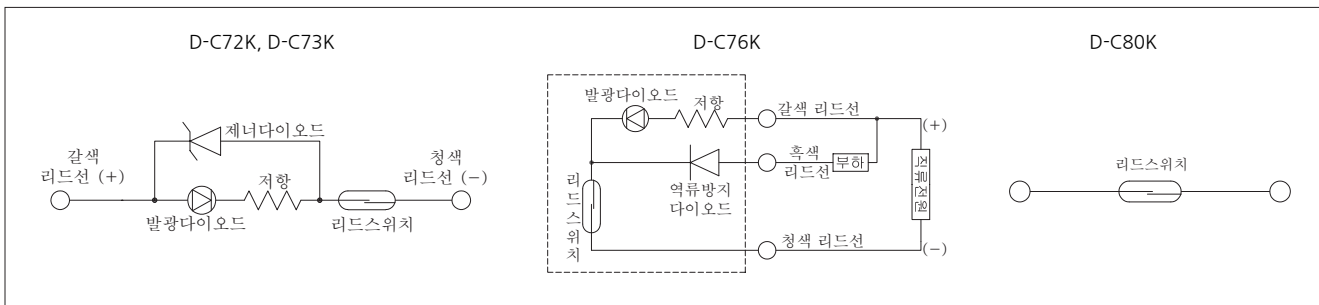 D-C72K, D-C73K
제너다이오드
갈색
리드선 (+)
저항
청색
리드선 (−)
발광다이오드
리드스위치
D-C76K
발광다이오드
저항
갈색 리드선
(+)
흑색
리드선
부하
역류방지
다이오드
리드스위치
직류전원
청색 리드선
(−)
D-C80K
리드스위치